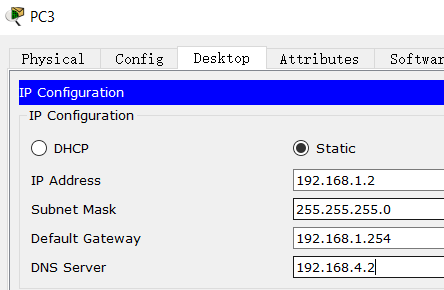 PC3
Physical Config Desktop Attributes Softwar
IP Configuration
IP Configuration
DHCP Static
IP Address 192.168.1.2
Subnet Mask 255.255.255.0
Default Gateway 192.168.1.254
DNS Server 192.168.4.2